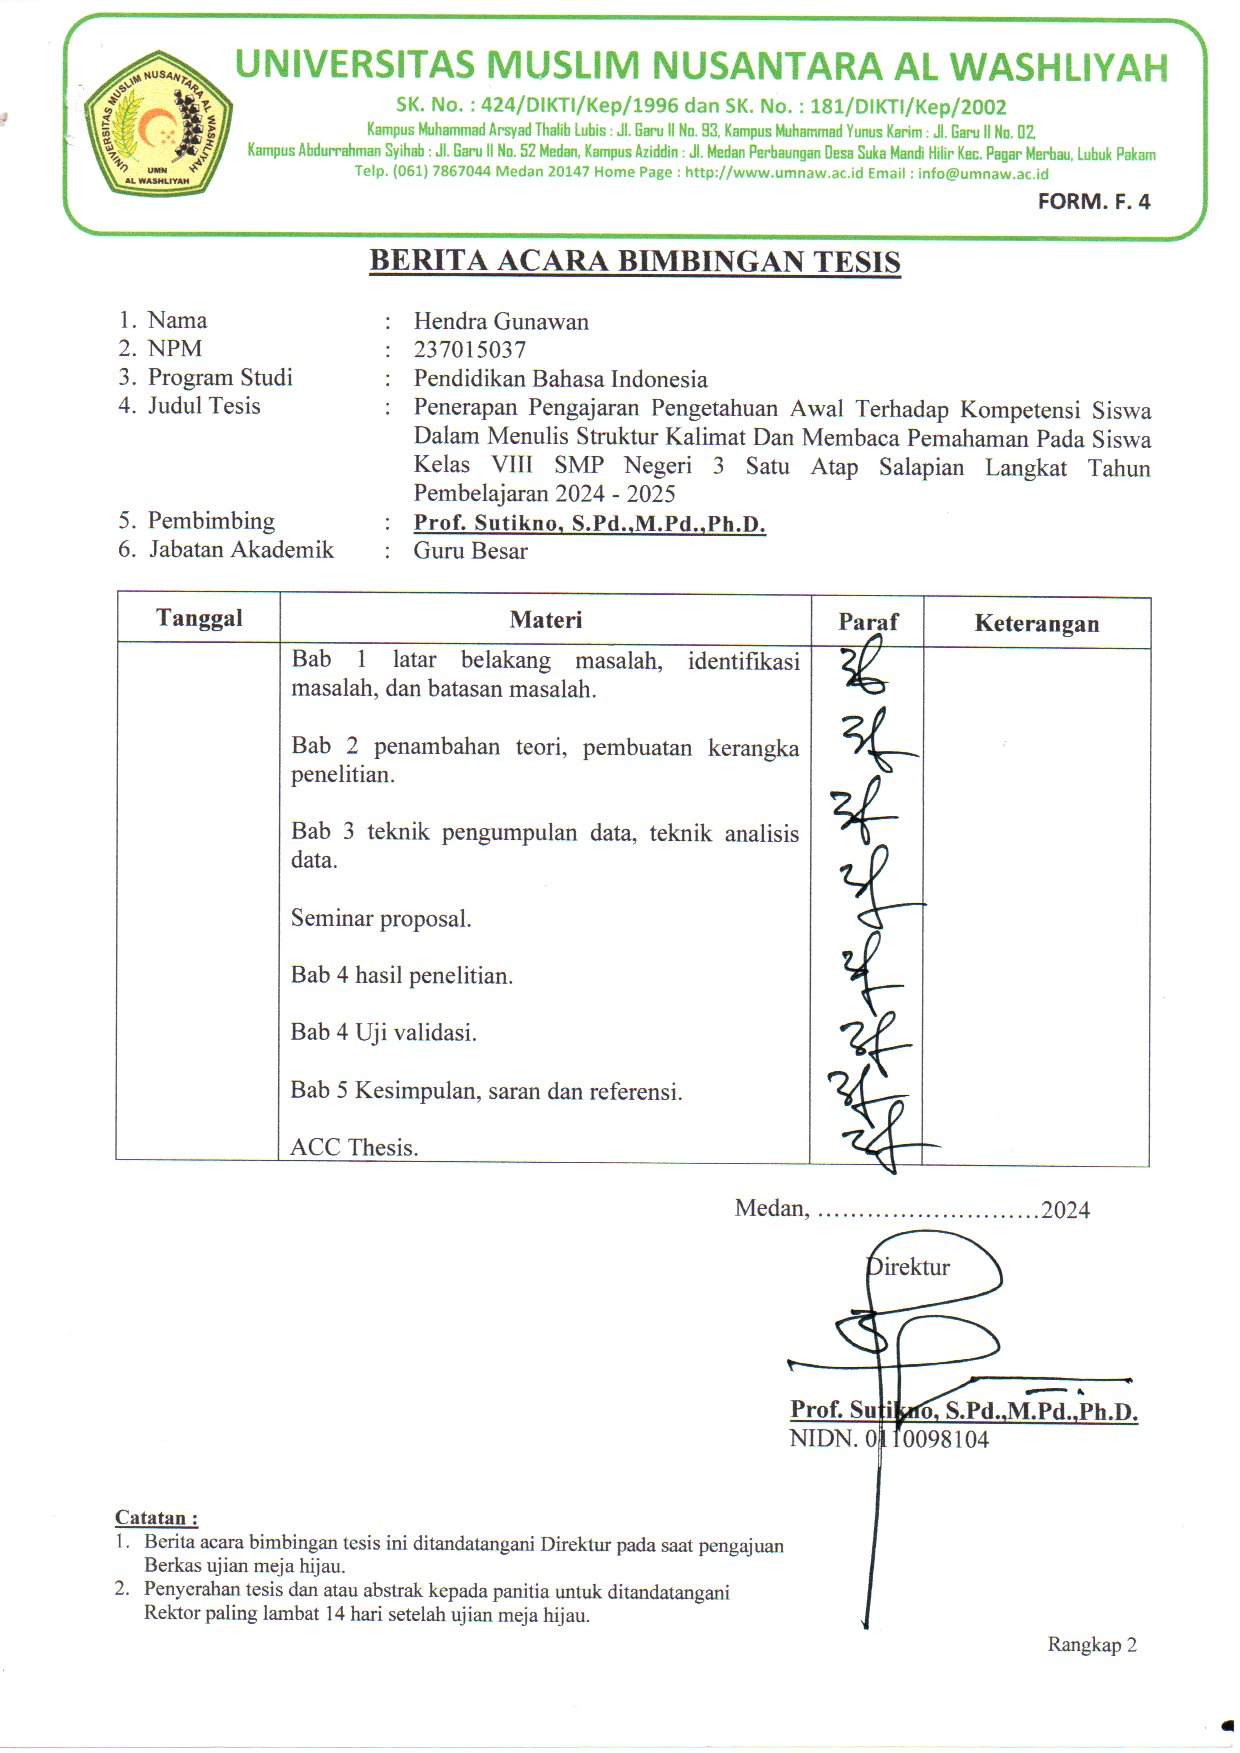 UNIVERSITAS MUSLIM NUSANTARA AL WASHLIYAH
UNIVERSITAS MUSLIM NUSANTARA AL WASHLIYAH
UMN
AL WASHLIYAH
SK. No. : 424/DIKTI/Kep/1996 dan SK. No. : 181/DIKTI/Kep/2002
Kampus Muhammad Arsyad Thalib Lubis : Jl. Garu II No. 93, Kampus Muhammad Yunus Karim : Jl. Garu II No. 02,
Kampus Abdurrahman Syihab : Jl. Garu II No. 52 Medan, Kampus Aziddin : Jl. Medan Perbaungan Desa Suka Mandi Hilir Kec. Pagar Merbau, Lubuk Pakam
Telp. (061) 7867044 Medan 20147 Home Page : http://www.umnaw.ac.id Email : info@umnaw.ac.id
FORM. F. 4
BERITA ACARA BIMBINGAN TESIS
1. Nama : Hendra Gunawan
2. NPM : 237015037
3. Program Studi : Pendidikan Bahasa Indonesia
4. Judul Tesis : Penerapan Pengajaran Pengetahuan Awal Terhadap Kompetensi Siswa
Dalam Menulis Struktur Kalimat Dan Membaca Pemahaman Pada Siswa
Kelas VIII SMP Negeri 3 Satu Atap Salapian Langkat Tahun
Pembelajaran 2024 - 2025
5. Pembimbing : Prof. Sutikno, S.Pd.,M.Pd.,Ph.D.
6. Jabatan Akademik : Guru Besar
Tanggal Materi Paraf Keterangan
Bab 1 latar belakang masalah, identifikasi
masalah, dan batasan masalah.
Bab 2 penambahan teori, pembuatan kerangka
penelitian.
Bab 3 teknik pengumpulan data, teknik analisis
data.
Seminar proposal.
Bab 4 hasil penelitian.
Bab 4 Uji validasi.
Bab 5 Kesimpulan, saran dan referensi.
ACC Thesis.
Medan, ...........................2024
Direktur
Prof. Sutikno, S.Pd.,M.Pd.,Ph.D.
NIDN. 0110098104
Catatan :
1. Berita acara bimbingan tesis ini ditandatangani Direktur pada saat pengajuan
Berkas ujian meja hijau.
2. Penyerahan tesis dan atau abstrak kepada panitia untuk ditandatangani
Rektor paling lambat 14 hari setelah ujian meja hijau.
Rangkap 2